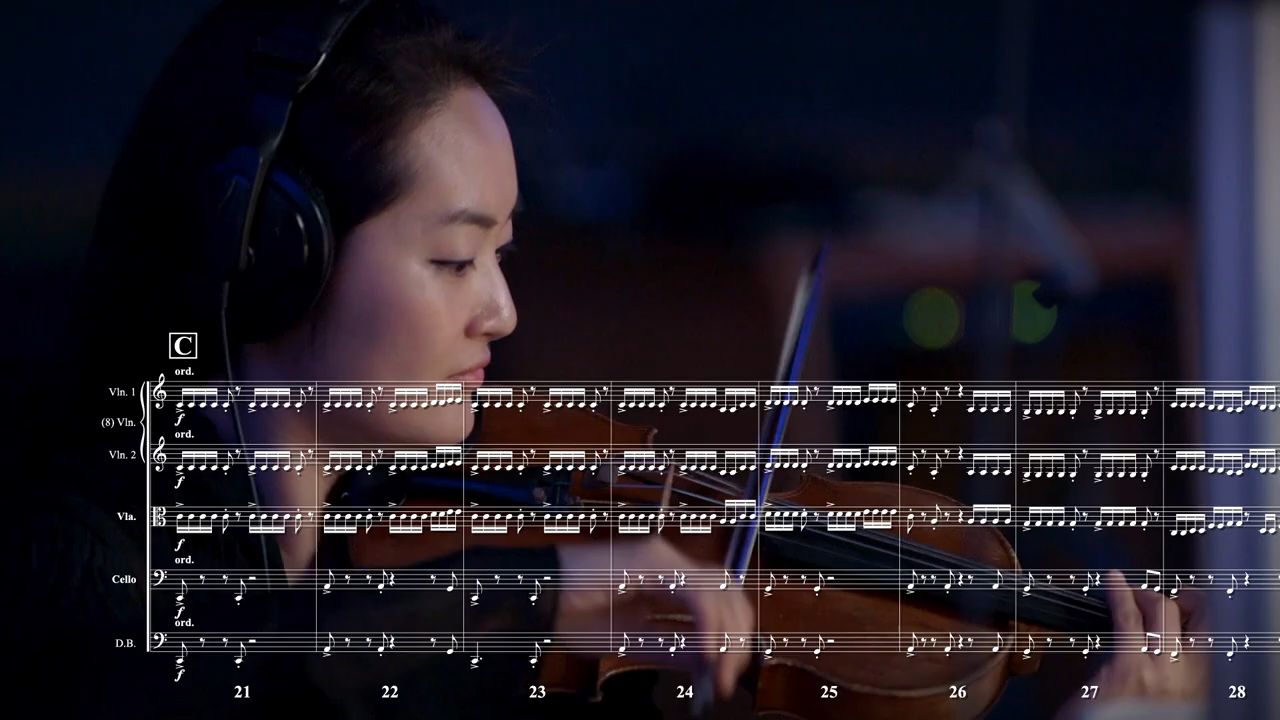 C
ord.
Vln. 1
f
(8) Vln.
ord.
Vln. 2
f
Vla.
f
ord.
Cello
f
ord.
D.B.
f
21 22 23 24 25 26 27 28